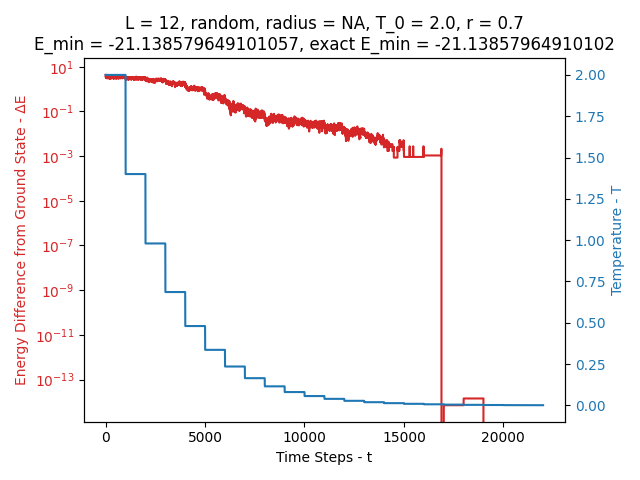 L = 12, random, radius = NA, T_0 = 2.0, r = 0.7
E_min = -21.138579649101057, exact E_min = -21.13857964910102
10^1
10^-1
10^-3
10^-5
10^-7
10^-9
10^-11
10^-13
Energy Difference from Ground State - ΔE
2.00
1.75
1.50
1.25
1.00
0.75
0.50
0.25
0.00
Temperature - T
0 5000 10000 15000 20000
Time Steps - t